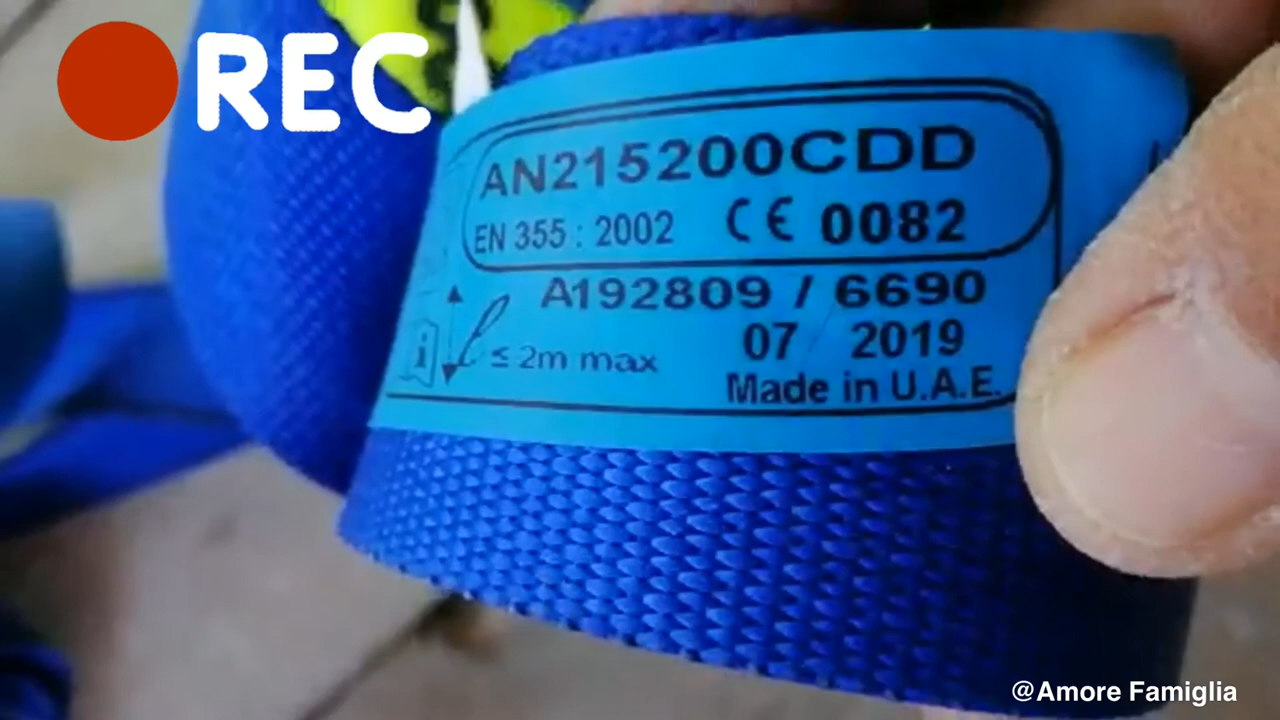 REC
AN215200CDD
EN 355 : 2002 CE 0082
A192809 / 6690
≤ 2m max
07 / 2019
Made in U.A.E.
@Amore Famiglia